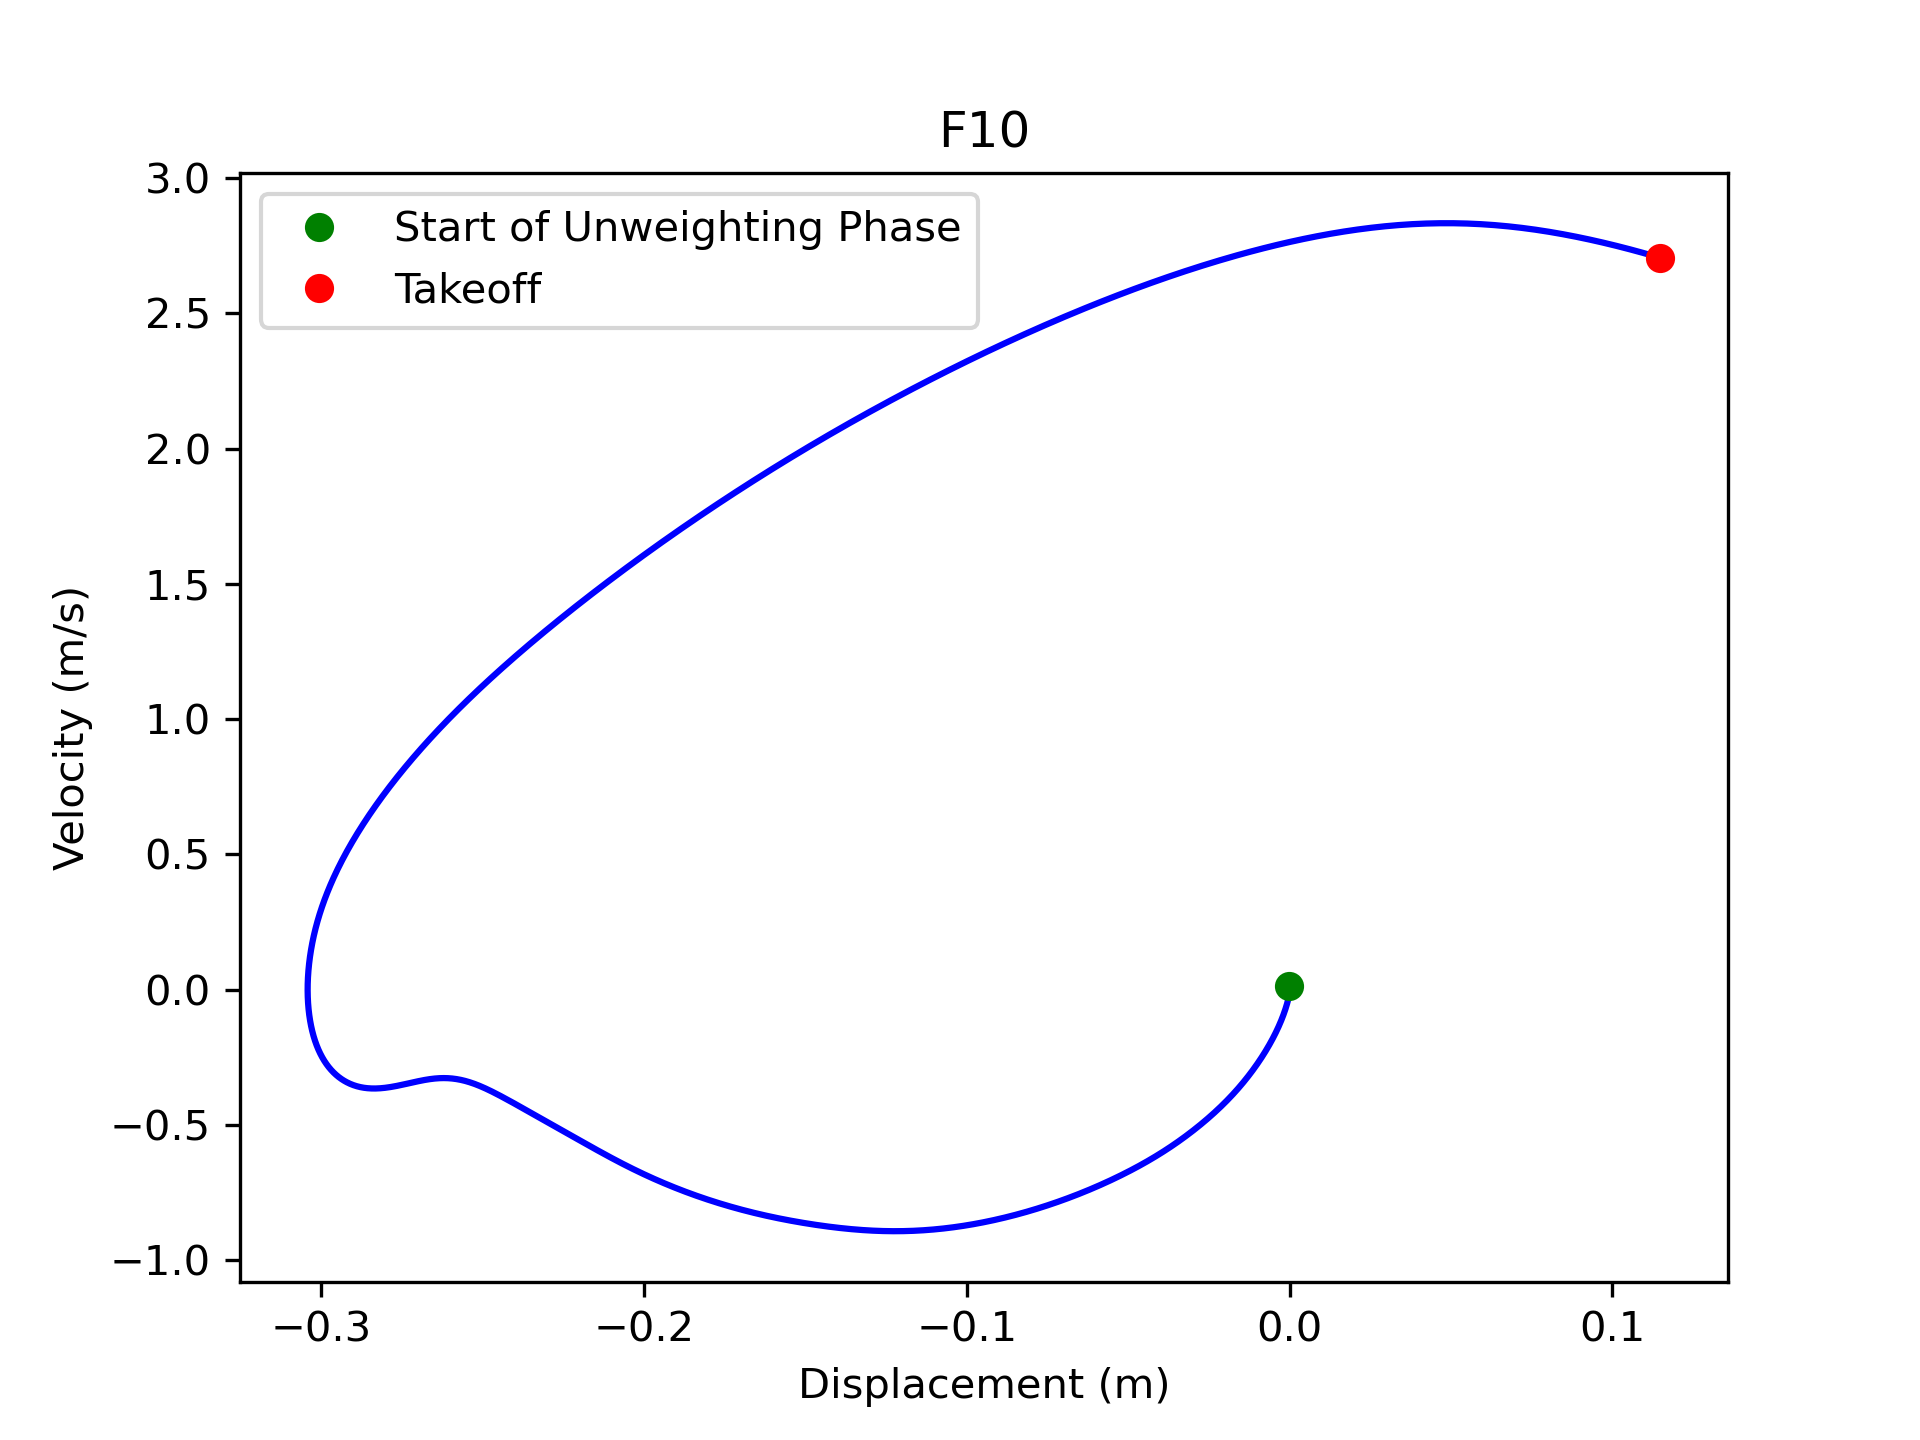 F10
Start of Unweighting Phase
Takeoff
3.0
2.5
2.0
1.5
1.0
0.5
0.0
−0.5
−1.0
Velocity (m/s)
−0.3
−0.2
−0.1
0.0
0.1
Displacement (m)